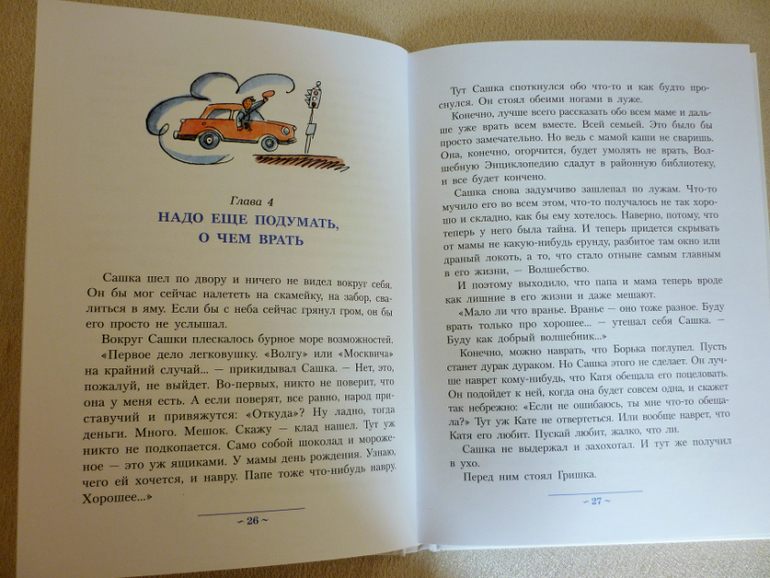 Глава 4
НАДО ЕЩЕ ПОДУМАТЬ,
О ЧЕМ ВРАТЬ
Сашка шел по двору и ничего не видел вокруг себя.
Он бы мог сейчас налететь на скамейку, на забор, сва-
литься в яму. Если бы с неба сейчас грянул гром, он бы
его просто не услышал.
Вокруг Сашки плескалось бурное море возможностей.
«Первое дело легковушку. «Волгу» или «Москвича»
на крайний случай... — прикидывал Сашка. — Нет, это,
пожалуй, не выйдет. Во-первых, никто не поверит, что
она у меня есть. А если поверят, все равно, народ при-
ставучий и привяжутся: «Откуда»? Ну ладно, тогда
деньги. Много. Мешок. Скажу — клад нашел. Тут уж
никто не подкопается. Само собой шоколад и мороже-
ное — это уж ящиками. У мамы день рождения. Узнаю,
чего ей хочется, и навру. Папе тоже что-нибудь навру.
Хорошее...»
~ 26 ~
Тут Сашка споткнулся обо что-то и как будто про-
снулся. Он стоял обеими ногами в луже.
Конечно, лучше всего рассказать обо всем маме и даль-
ше уже врать всем вместе. Всей семьей. Это было бы
просто замечательно. Но ведь с мамой каши не сваришь.
Она, конечно, огорчится, будет умолять не врать, Вол-
шебную Энциклопедию сдадут в районную библиотеку,
и все будет кончено.
Сашка снова задумчиво зашлепал по лужам. Что-то
мучило его во всем этом, что-то получалось не так хоро-
шо и складно, как бы ему хотелось. Наверно, потому, что
теперь у него была тайна. И теперь придется скрывать
от мамы не какую-нибудь ерунду, разбитое там окно или
драный локоть, а то, что стало отныне самым главным
в его жизни, — Волшебство.
И поэтому выходило, что папа и мама теперь вроде
как лишние в его жизни и даже мешают.
«Мало ли что вранье. Вранье — оно тоже разное. Буду
врать только про хорошее... — утешал себя Сашка. —
Буду как добрый волшебник...»
Конечно, можно наврать, что Борька поглупел. Пусть
станет дурак дураком. Но Сашка этого не сделает. Он луч-
ше наврет кому-нибудь, что Катя обещала его поцеловать.
Он подойдет к ней, когда она будет совсем одна, и скажет
так небрежно: «Если не ошибаюсь, ты мне что-то обеща-
ла?» Тут уж Кате не отвертеться. Или вообще наврет, что
Катя его любит. Пускай любит, жалко, что ли.
Сашка не выдержал и захохотал. И тут же получил
в ухо.
Перед ним стоял Гришка.
~ 27 ~